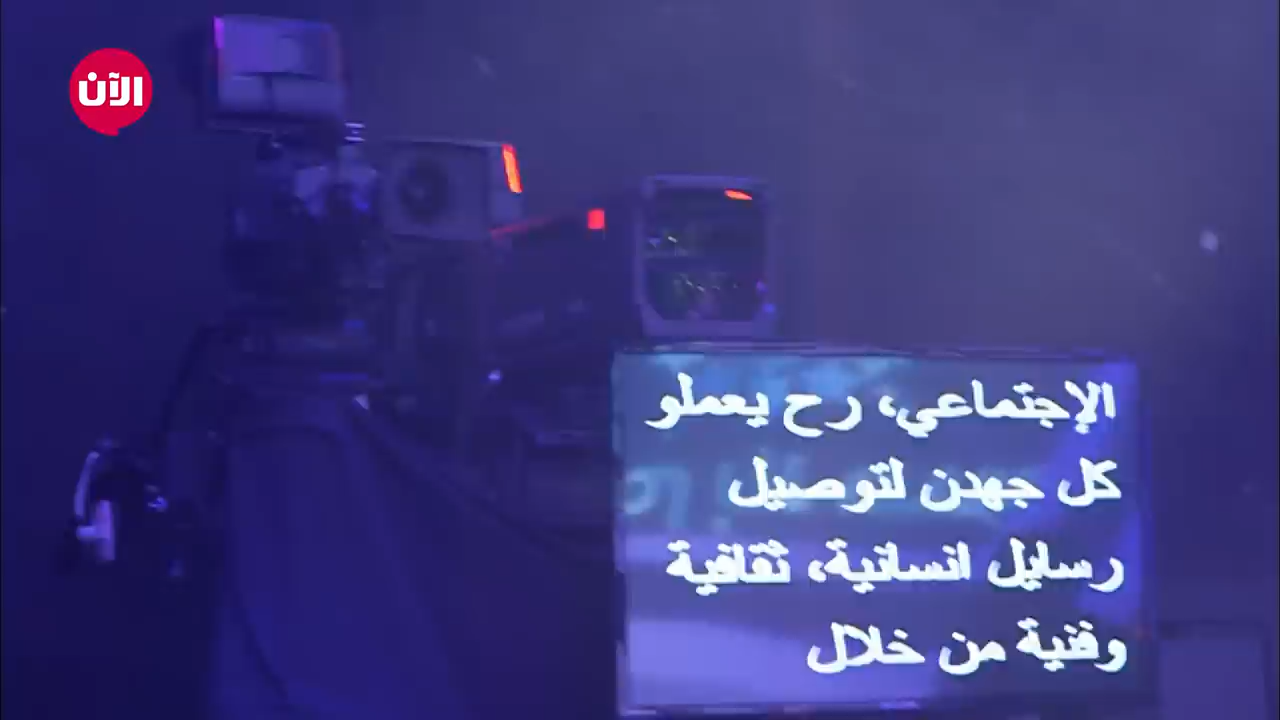 الآن
الإجتماعي، رح يعملو
كل جهدن لتوصيل
رسايل انسانية، ثقافية
وفنية من خلال